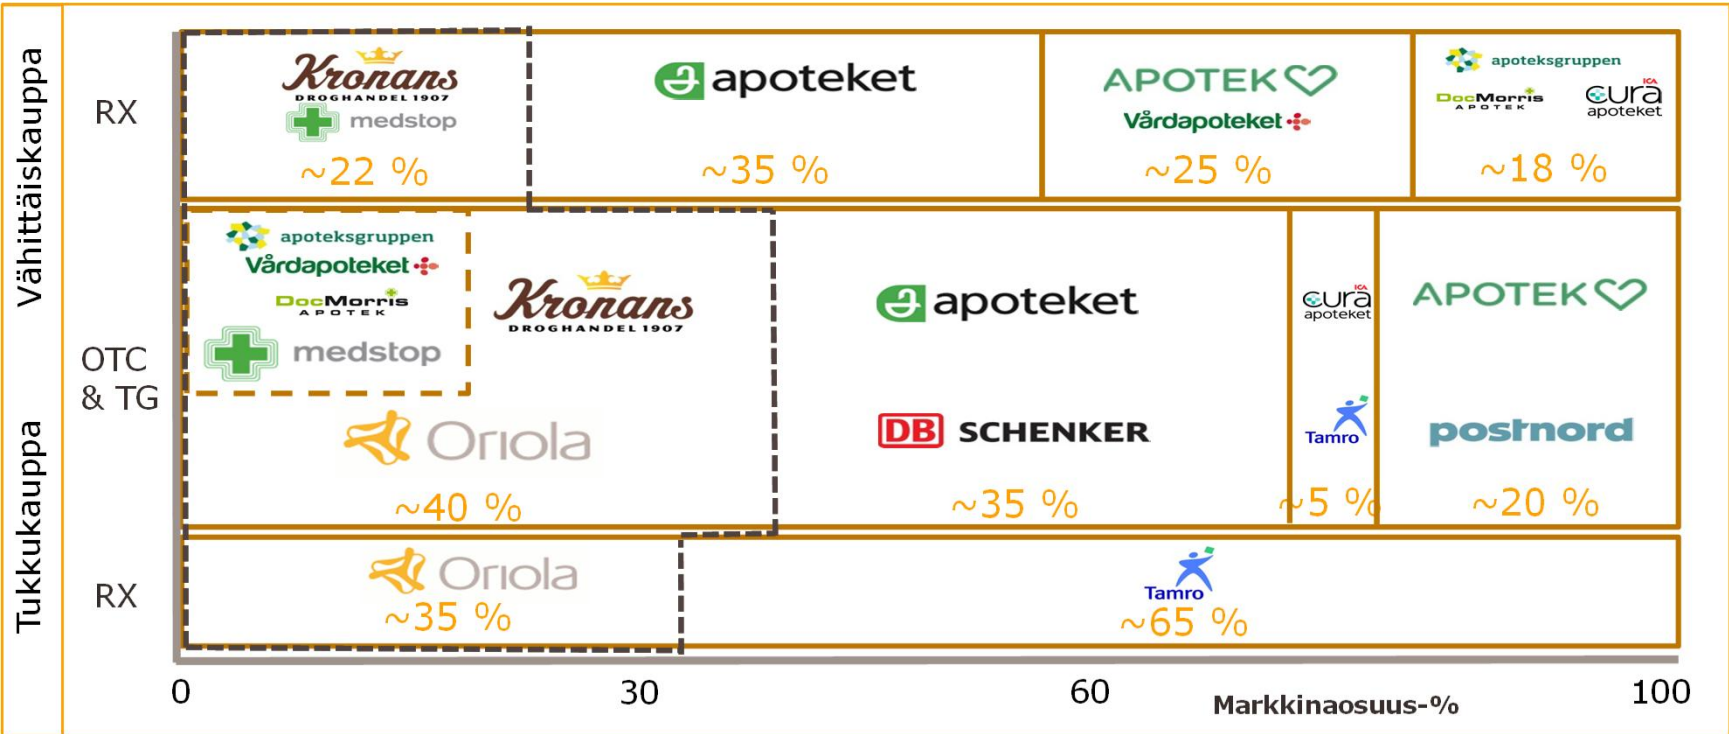 Vähittäiskauppa
Tukkukauppa
RX
Kronans
DROGHANDEL 1907
medstop
~22 %
apoteket
~35 %
APOTEK
Vårdapoteket
~25 %
apoteksgruppen
DocMorris
APOTEK
ICA
cura
apoteket
~18 %
OTC
& TG
apoteksgruppen
Vårdapoteket
DocMorris
APOTEK
medstop
Kronans
DROGHANDEL 1907
Oriola
~40 %
apoteket
DB SCHENKER
~35 %
ICA
cura
apoteket
Tamro
~5 %
APOTEK
postnord
~20 %
RX
Oriola
~35 %
Tamro
~65 %
0 30 60 100
Markkinaosuus-%